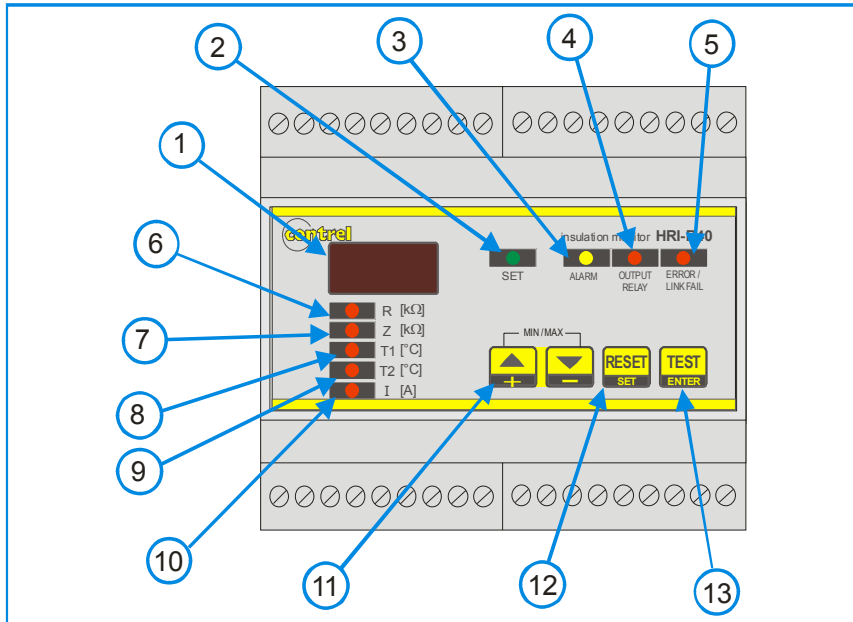 2
3
4
5
1
contrel
insulation monitor HRI-R40
SET
ALARM
OUTPUT
RELAY
ERROR /
LINK FAIL
6
R [kΩ]
7
Z [kΩ]
MIN/MAX
T1 [°C]
8
T2 [°C]
+
−
RESET
SET
TEST
ENTER
9
I [A]
10
11
12
13